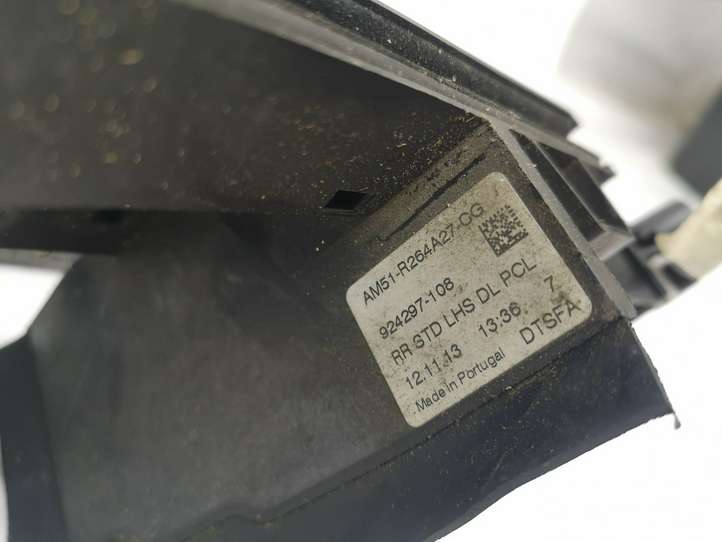 AM51-R264A27-CG
924297-108
RR STD LHS DL PCL
12.11.13 13:36 7
Made in Portugal DTSFA